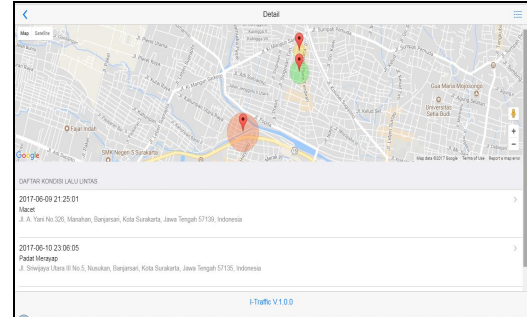 Detail
Map Satellite
Jl. Sumpak Pemuda
Gua Maria Mojosongo
Universitas
Setia Budi
Fajar Indah
SMK Negeri 5 Surakarta
Google
Map data ©2017 Google Terms of Use Report a map error
DAFTAR KONDISI LALU LINTAS
2017-06-09 21:25:01
Macet
Jl. A. Yani No.326, Manahan, Banjarsari, Kota Surakarta, Jawa Tengah 57139, Indonesia
2017-06-10 23:06:05
Padat Merayap
Jl. Sriwijaya Utara III No.5, Nusukan, Banjarsari, Kota Surakarta, Jawa Tengah 57135, Indonesia
I-Traffic V.1.0.0